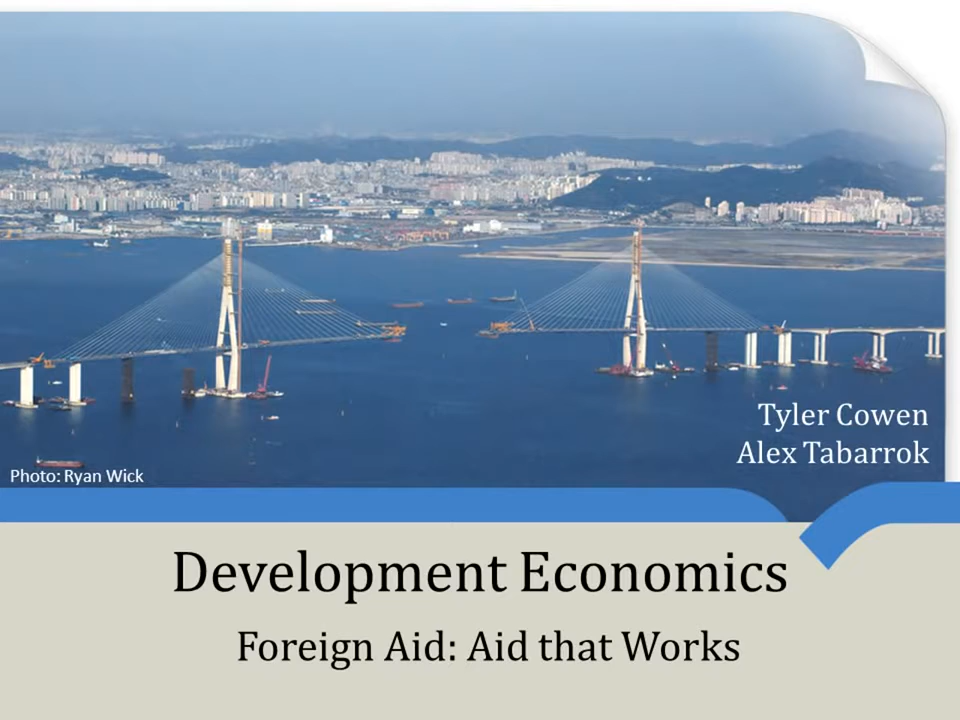 Tyler Cowen
Alex Tabarrok
Photo: Ryan Wick
Development Economics
Foreign Aid: Aid that Works